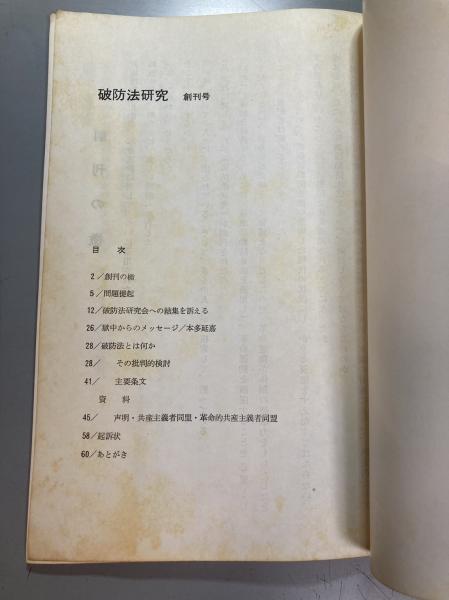 破防法研究 創刊号
目 次
2/創刊の檄
5/問題提起
12/破防法研究会への結集を訴える
26/獄中からのメッセージ/本多延嘉
28/破防法とは何か
28/ その批判的検討
41/ 主要条文
資 料
45/ 声明・共産主義者同盟・革命的共産主義者同盟
58/起訴状
60/あとがき